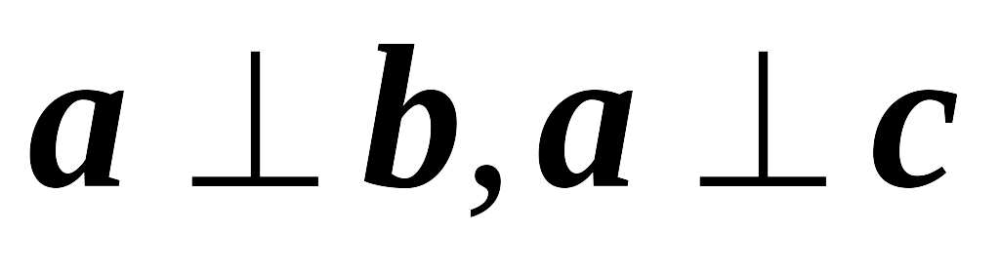 a ⊥ b, a ⊥ c